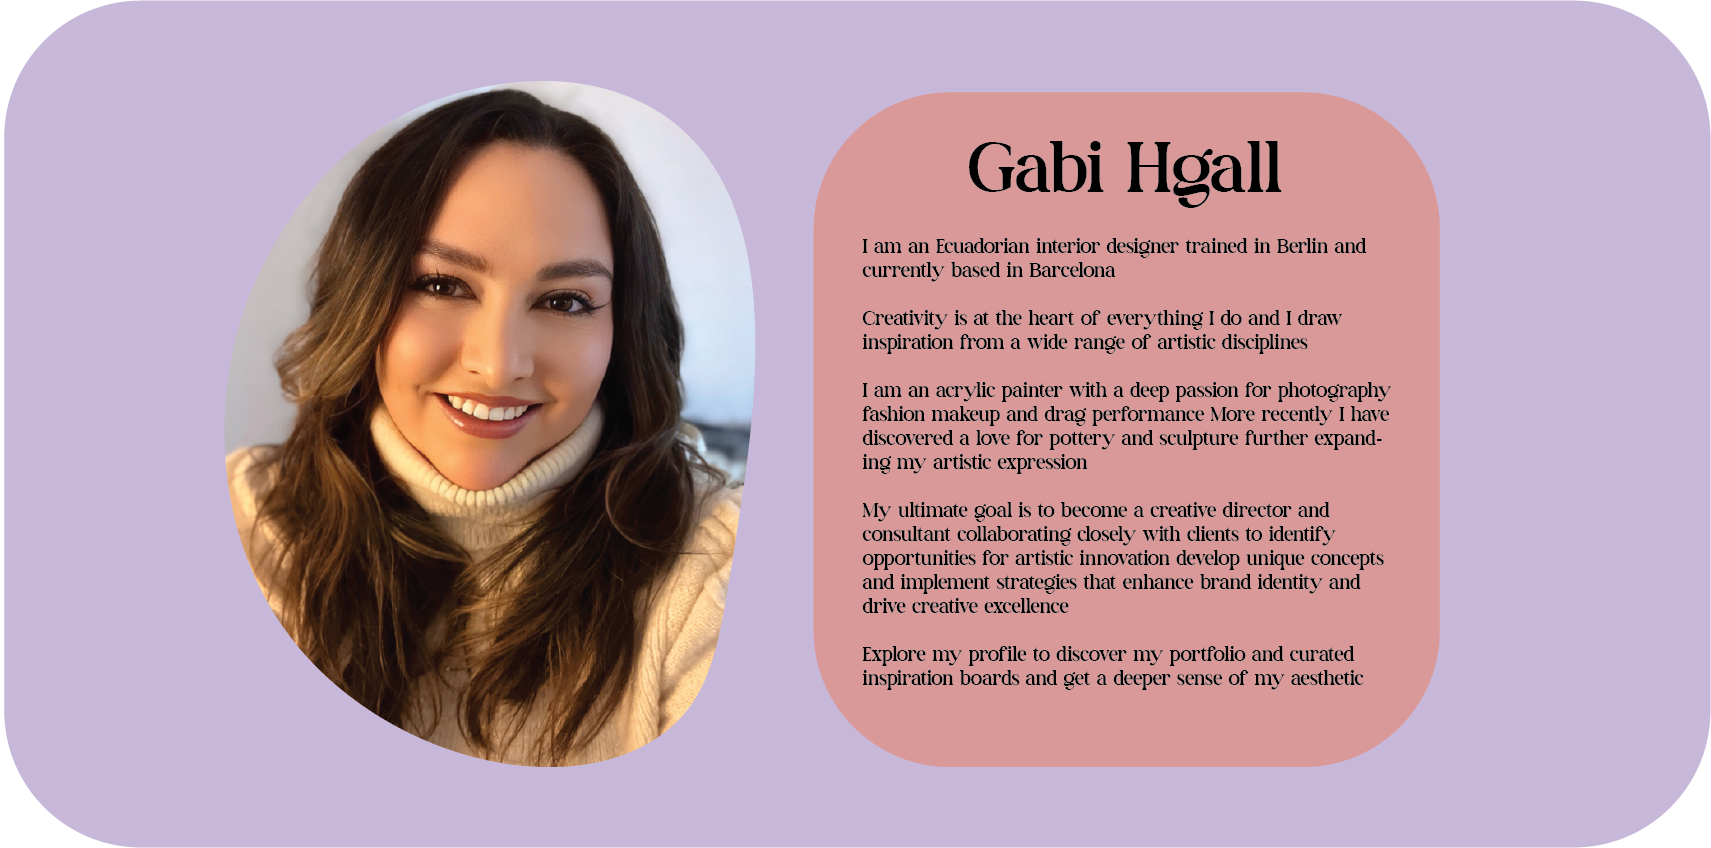 Gabi Hgall
I am an Ecuadorian interior designer trained in Berlin and
currently based in Barcelona
Creativity is at the heart of everything I do and I draw
inspiration from a wide range of artistic disciplines
I am an acrylic painter with a deep passion for photography
fashion makeup and drag performance More recently I have
discovered a love for pottery and sculpture further expand-
ing my artistic expression
My ultimate goal is to become a creative director and
consultant collaborating closely with clients to identify
opportunities for artistic innovation develop unique concepts
and implement strategies that enhance brand identity and
drive creative excellence
Explore my profile to discover my portfolio and curated
inspiration boards and get a deeper sense of my aesthetic